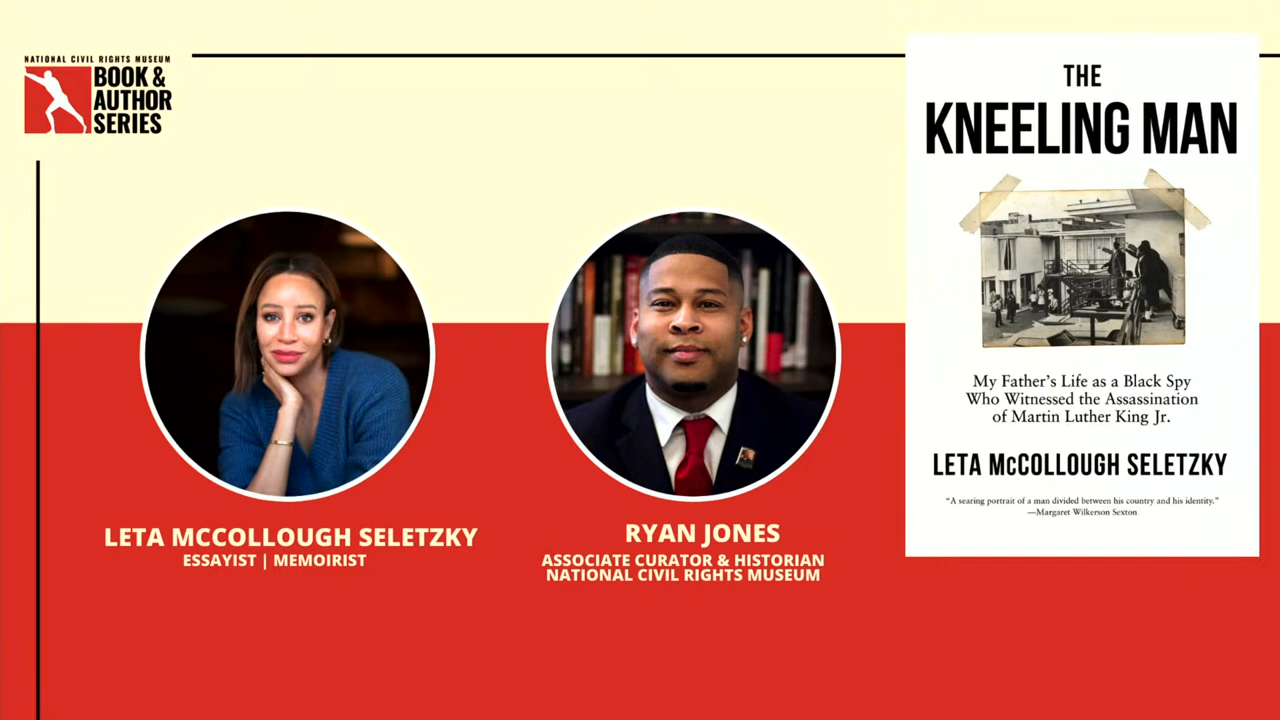 NATIONAL CIVIL RIGHTS MUSEUM
BOOK &
AUTHOR
SERIES
LETA MCCOLLOUGH SELETZKY
ESSAYIST | MEMOIRIST
RYAN JONES
ASSOCIATE CURATOR & HISTORIAN
NATIONAL CIVIL RIGHTS MUSEUM
THE
KNEELING MAN
My Father's Life as a Black Spy
Who Witnessed the Assassination
of Martin Luther King Jr.
LETA McCOLLOUGH SELETZKY
“A searing portrait of a man divided between his country and his identity.”
—Margaret Wilkerson Sexton